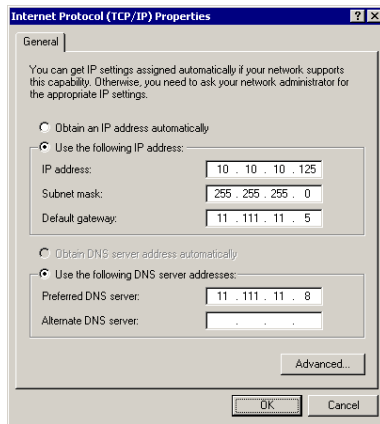 Internet Protocol (TCP/IP) Properties
General
You can get IP settings assigned automatically if your network supports
this capability. Otherwise, you need to ask your network administrator for
the appropriate IP settings.
Obtain an IP address automatically
Use the following IP address:
IP address: 10 . 10 . 10 . 125
Subnet mask: 255 . 255 . 255 . 0
Default gateway: 11 . 111 . 11 . 5
Obtain DNS server address automatically
Use the following DNS server addresses:
Preferred DNS server: 11 . 111 . 11 . 8
Alternate DNS server: . . .
Advanced...
OK Cancel